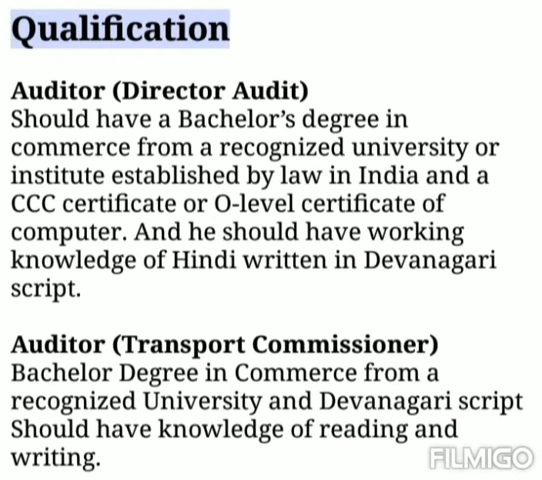 Qualification
Auditor (Director Audit)
Should have a Bachelor’s degree in
commerce from a recognized university or
institute established by law in India and a
CCC certificate or O-level certificate of
computer. And he should have working
knowledge of Hindi written in Devanagari
script.
Auditor (Transport Commissioner)
Bachelor Degree in Commerce from a
recognized University and Devanagari script
Should have knowledge of reading and
writing.
FILMIGO